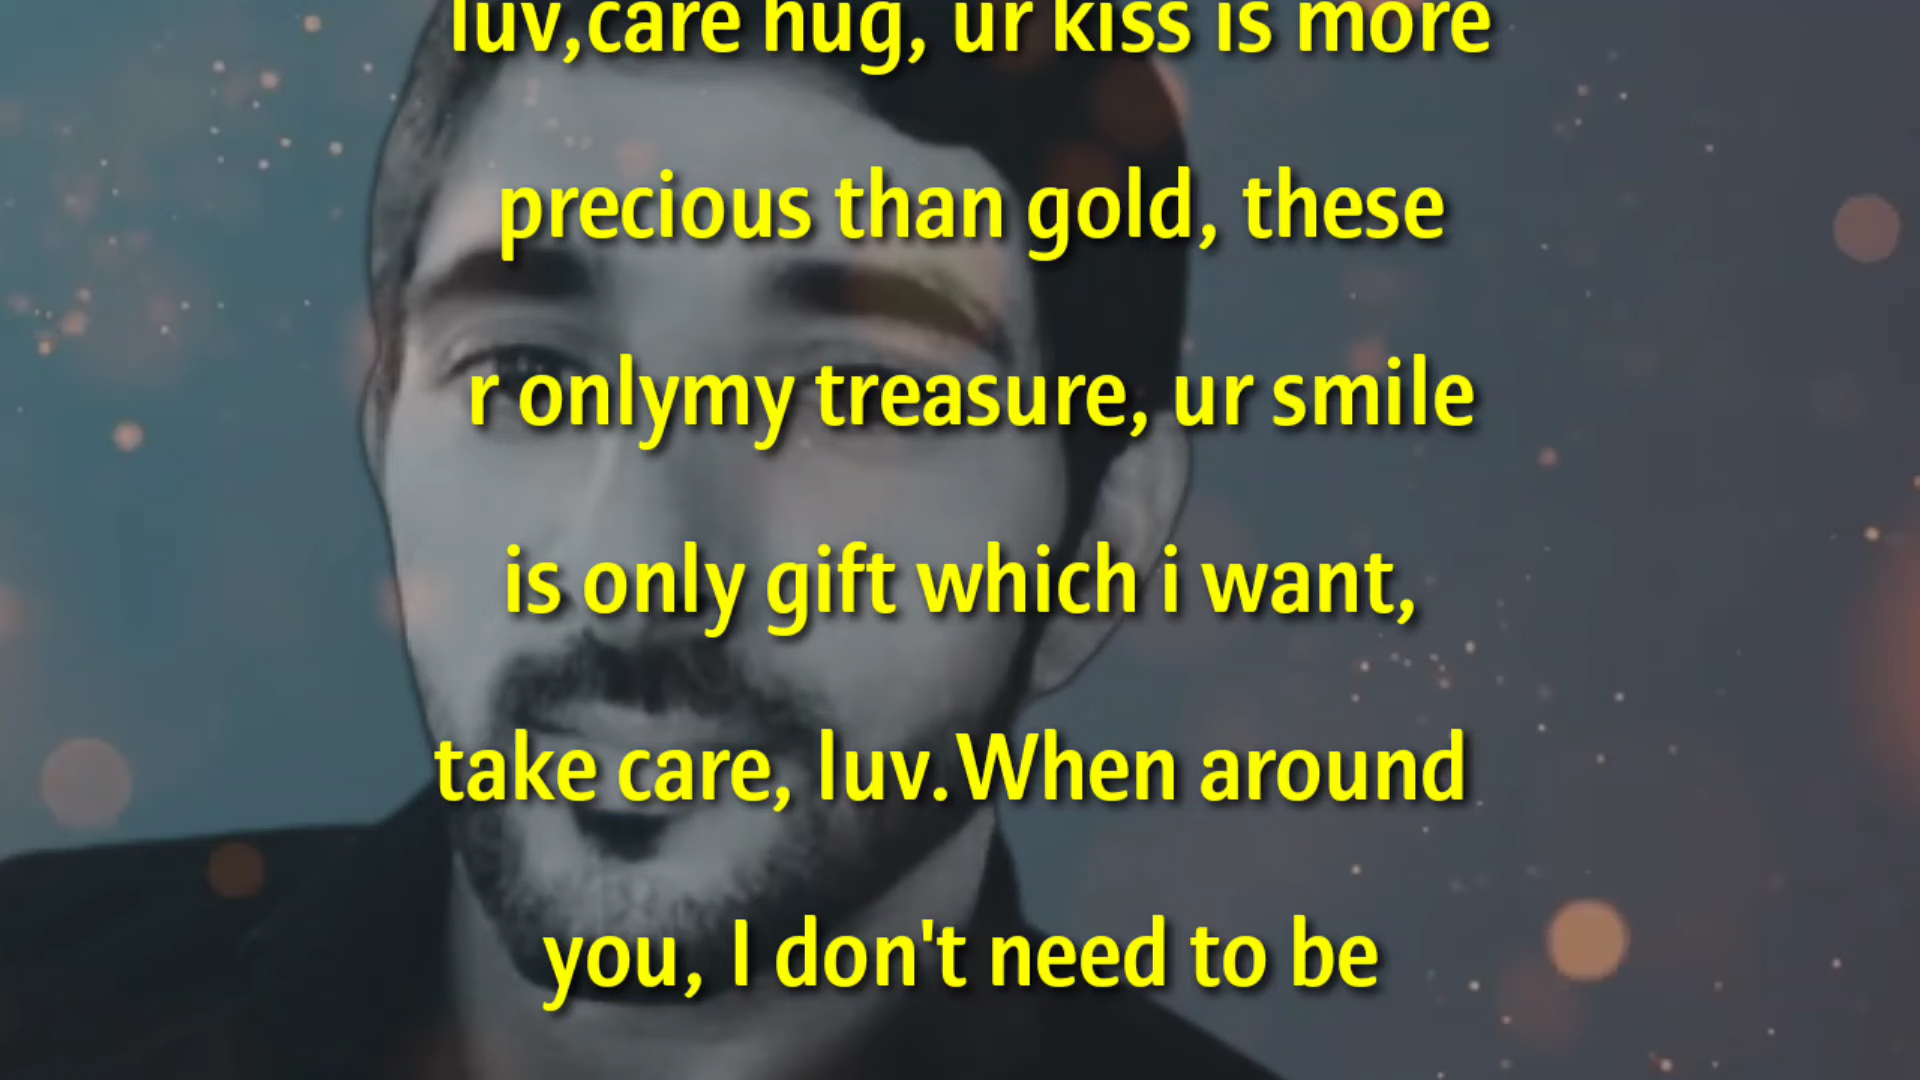 luv,care hug, ur kiss is more
precious than gold, these
r onlymy treasure, ur smile
is only gift which i want,
take care, luv.When around
you, I don't need to be